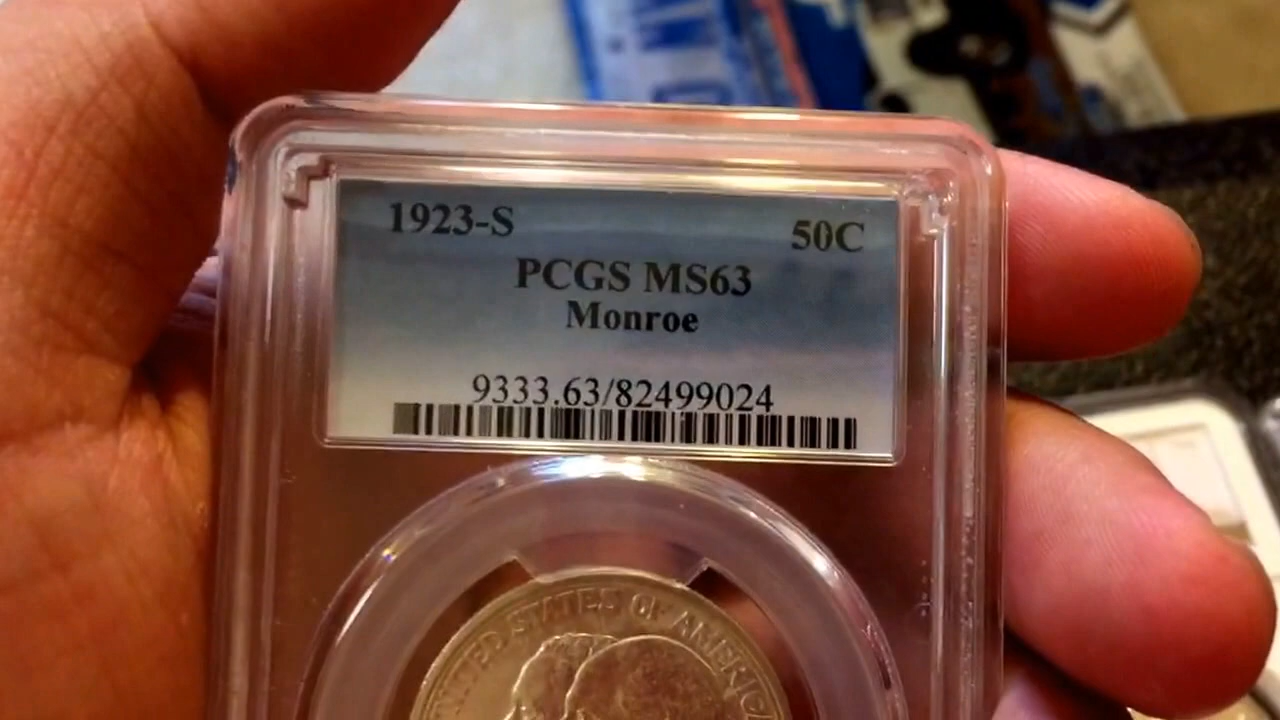 1923-S 50C
PCGS MS63
Monroe
9333.63/82499024
UNITED STATES OF AMERICA